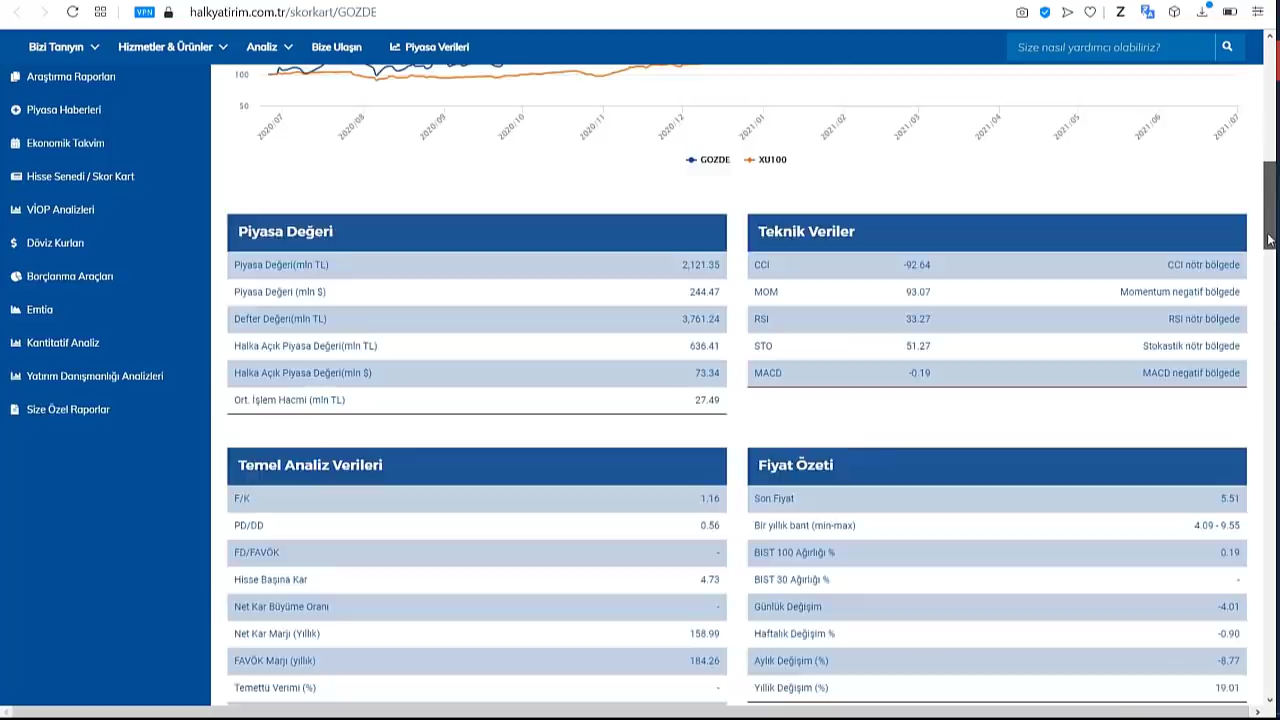 VPN halkyatirim.com.tr/skorkart/GOZDE
Bizi Tanıyın Hizmetler & Ürünler Analiz Bize Ulaşın Piyasa Verileri Size nasıl yardımcı olabiliriz?
Araştırma Raporları
Piyasa Haberleri
Ekonomik Takvim
Hisse Senedi / Skor Kart
VİOP Analizleri
Döviz Kurları
Borçlanma Araçları
Emtia
Kantitatif Analiz
Yatırım Danışmanlığı Analizleri
Size Özel Raporlar
100
50
2020/07 2020/08 2020/09 2020/10 2020/11 2020/12 2021/01 2021/02 2021/03 2021/04 2021/05 2021/06 2021/07
GOZDE XU100
Piyasa Değeri
Piyasa Değeri(mln TL) 2,121.35
Piyasa Değeri (mln $) 244.47
Defter Değeri(mln TL) 3,761.24
Halka Açık Piyasa Değeri(mln TL) 636.41
Halka Açık Piyasa Değeri(mln $) 73.34
Ort. İşlem Hacmi (mln TL) 27.49
Teknik Veriler
CCI -92.64 CCI nötr bölgede
MOM 93.07 Momentum negatif bölgede
RSI 33.27 RSI nötr bölgede
STO 51.27 Stokastik nötr bölgede
MACD -0.19 MACD negatif bölgede
Temel Analiz Verileri
F/K 1.16
PD/DD 0.56
FD/FAVÖK -
Hisse Başına Kar 4.73
Net Kar Büyüme Oranı -
Net Kar Marjı (Yıllık) 158.99
FAVÖK Marjı (yıllık) 184.26
Temettü Verimi (%) -
Fiyat Özeti
Son Fiyat 5.51
Bir yıllık bant (min-max) 4.09 - 9.55
BIST 100 Ağırlığı % 0.19
BIST 30 Ağırlığı % -
Günlük Değişim -4.01
Haftalık Değişim % -0.90
Aylık Değişim (%) -8.77
Yıllık Değişim (%) 19.01